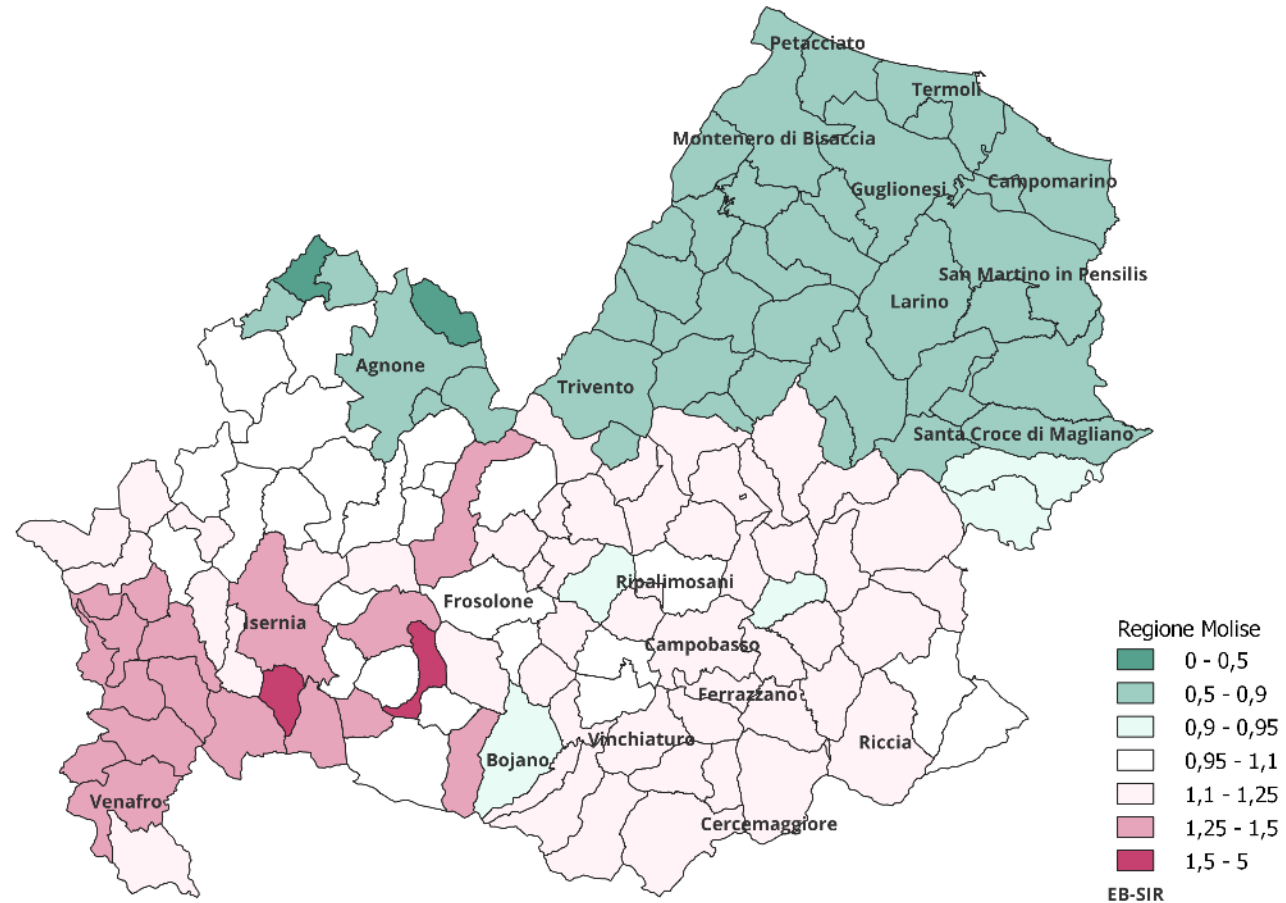 Petacciato
Termoli
Montenero di Bisaccia
Guglionesi
Campomarino
San Martino in Pensilis
Larino
Agnone
Trivento
Santa Croce di Magliano
Ripalimosani
Frosolone
Isernia
Campobasso
Ferrazzano
Vinchiaturo
Riccia
Bojano
Venafro
Cercemaggiore
Regione Molise
0 - 0,5
0,5 - 0,9
0,9 - 0,95
0,95 - 1,1
1,1 - 1,25
1,25 - 1,5
1,5 - 5
EB-SIR